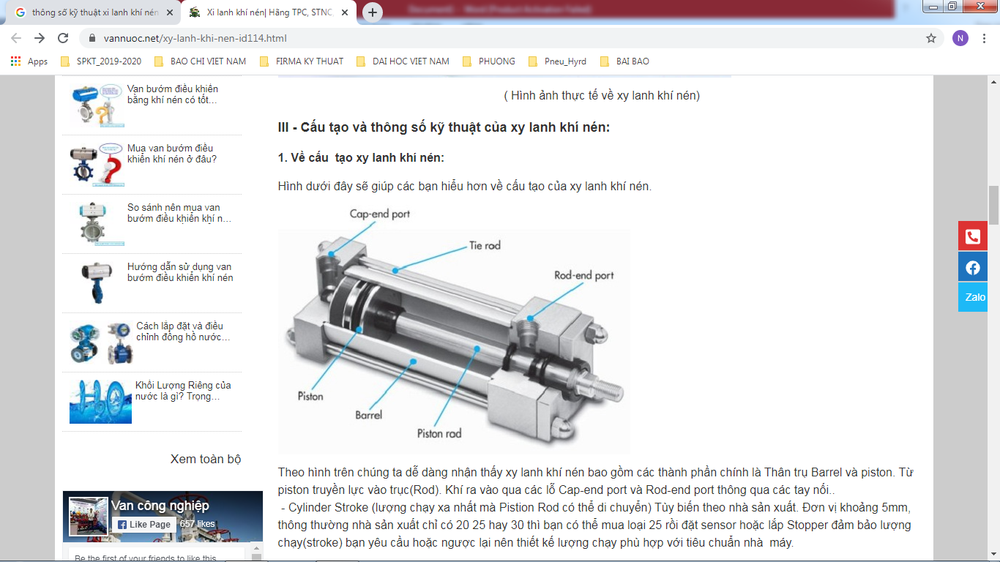 thông số kỹ thuật xi lanh khí nén
Xi lanh khí nén| Hãng TPC, STNC,
vannuoc.net/xy-lanh-khi-nen-id114.html
N
Apps
SPKT_2019-2020
BAO CHI VIET NAM
FIRMA KY THUAT
DAI HOC VIET NAM
PHUONG
Pneu_Hyrd
BAI BAO
Van bướm điều khiển
bằng khí nén có tốt...
Mua van bướm điều
khiển khí nén ở đâu?
So sánh nên mua van
bướm điều khiển khí n...
Hướng dẫn sử dụng van
bướm điều khiển khí nén
Cách lắp đặt và điều
chỉnh đồng hồ nước...
Khối Lượng Riêng của
nước là gì? Trọng...
Xem toàn bộ
Van công nghiệp
Like Page
657 likes
Be the first of your friends to like this
( Hình ảnh thực tế về xy lanh khí nén)
III - Cấu tạo và thông số kỹ thuật của xy lanh khí nén:
1. Về cấu  tạo xy lanh khí nén:
Hình dưới đây sẽ giúp các bạn hiểu hơn về cấu tạo của xy lanh khí nén.
Cap-end port
Tie rod
Rod-end port
Piston
Barrel
Piston rod
Theo hình trên chúng ta dễ dàng nhận thấy xy lanh khí nén bao gồm các thành phần chính là Thân trụ Barrel và piston. Từ
piston truyền lực vào trục(Rod). Khí ra vào qua các lỗ Cap-end port và Rod-end port thông qua các tay nối..
- Cylinder Stroke (lượng chạy xa nhất mà Pistion Rod có thể di chuyển) Tùy biến theo nhà sản xuất. Đơn vị khoảng 5mm,
thông thường nhà sản xuất chỉ có 20 25 hay 30 thì bạn có thể mua loại 25 rồi đặt sensor hoặc lắp Stopper đảm bảo lượng
chạy(stroke) bạn yêu cầu hoặc ngược lại nên thiết kế lượng chạy phù hợp với tiêu chuẩn nhà  máy.
Zalo